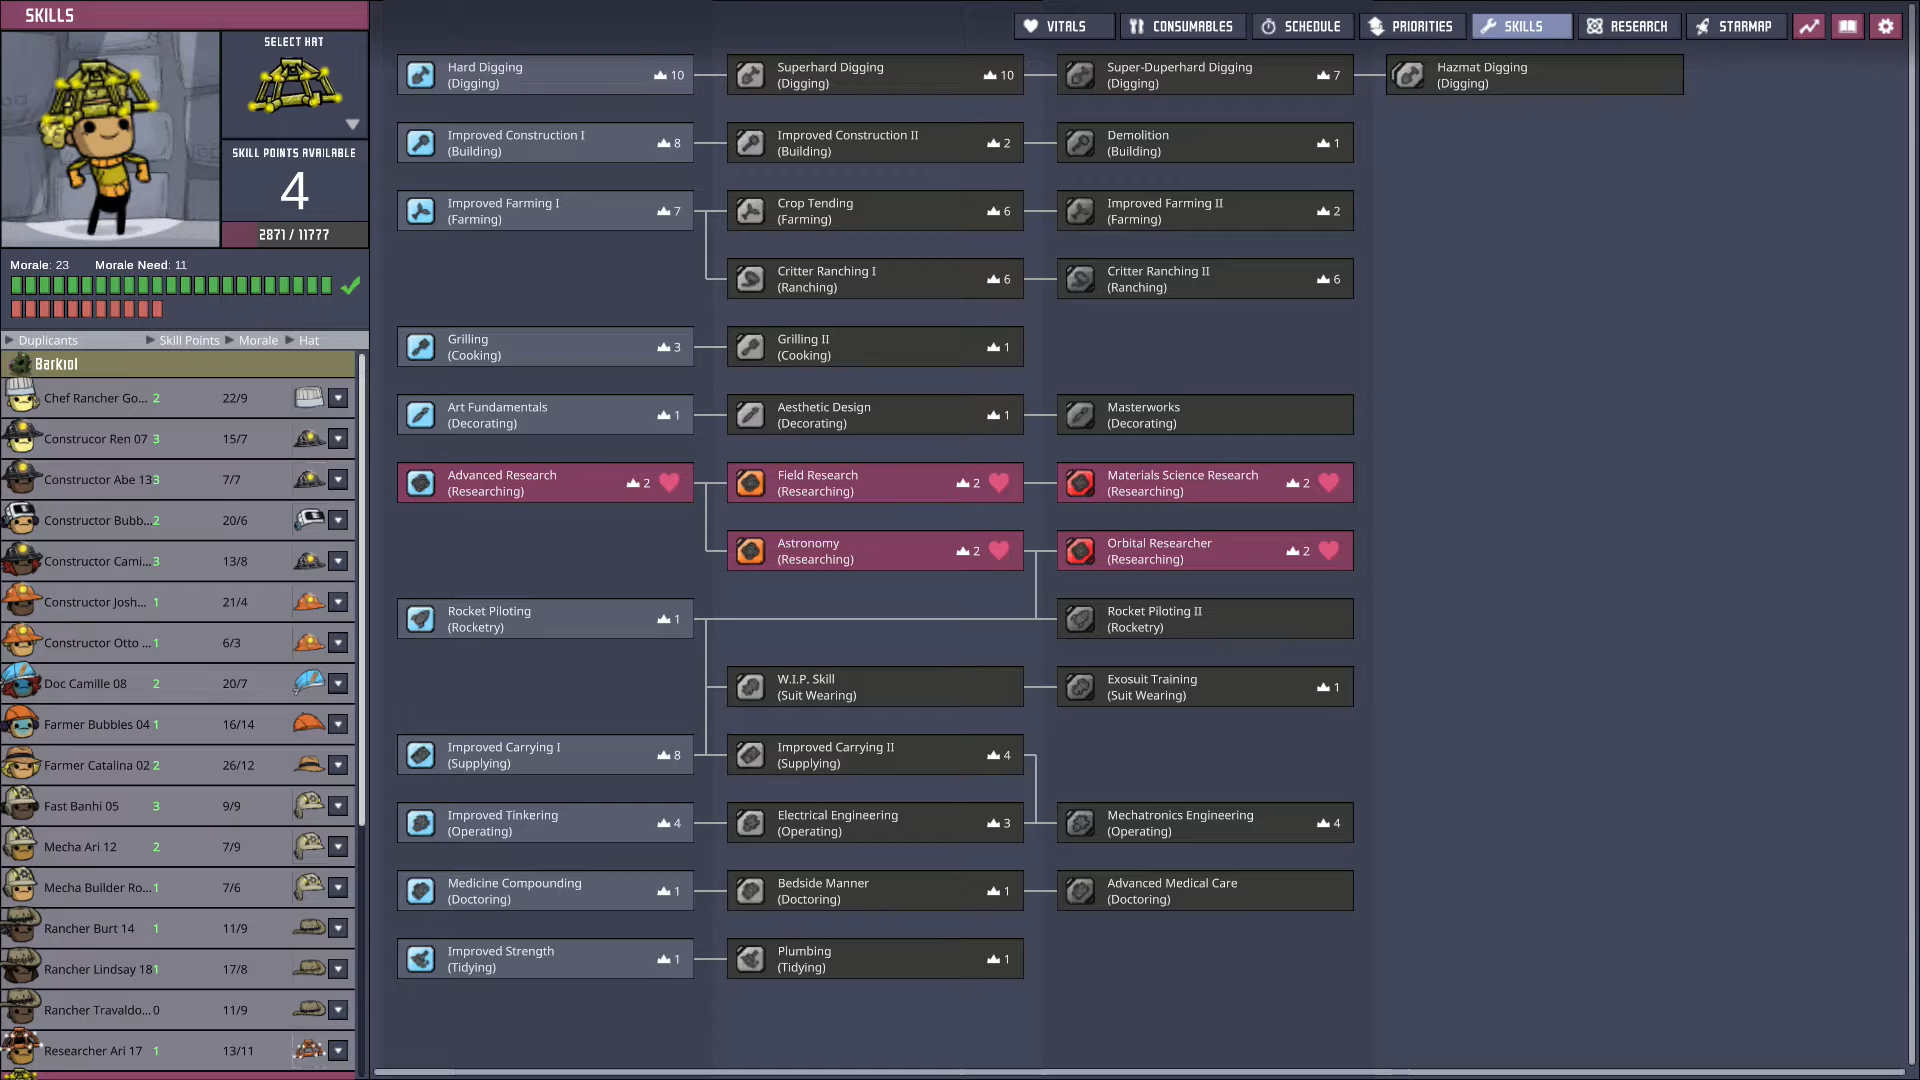 SKILLS
VITALS
CONSUMABLES
SCHEDULE
PRIORITIES
SKILLS
RESEARCH
STARMAP
SELECT HAT
SKILL POINTS AVAILABLE
4
2871 / 11777
Morale: 23 Morale Need: 11
Duplicants Skill Points Morale Hat
Barkiol
Chef Rancher Go... 2 22/9
Construcor Ren 07 3 15/7
Constructor Abe 13 3 7/7
Constructor Bubb... 2 20/6
Constructor Cami... 3 13/8
Constructor Josh... 1 21/4
Constructor Otto ... 1 6/3
Doc Camille 08 2 20/7
Farmer Bubbles 04 1 16/14
Farmer Catalina 02 2 26/12
Fast Banhi 05 3 9/9
Mecha Ari 12 2 7/9
Mecha Builder Ro... 1 7/6
Rancher Burt 14 1 11/9
Rancher Lindsay 18 1 17/8
Rancher Travaldo... 0 11/9
Researcher Ari 17 1 13/11
Hard Digging
(Digging)
10
Superhard Digging
(Digging)
10
Super-Duperhard Digging
(Digging)
7
Hazmat Digging
(Digging)
Improved Construction I
(Building)
8
Improved Construction II
(Building)
2
Demolition
(Building)
1
Improved Farming I
(Farming)
7
Crop Tending
(Farming)
6
Improved Farming II
(Farming)
2
Critter Ranching I
(Ranching)
6
Critter Ranching II
(Ranching)
6
Grilling
(Cooking)
3
Grilling II
(Cooking)
1
Art Fundamentals
(Decorating)
1
Aesthetic Design
(Decorating)
1
Masterworks
(Decorating)
Advanced Research
(Researching)
2
Field Research
(Researching)
2
Materials Science Research
(Researching)
2
Astronomy
(Researching)
2
Orbital Researcher
(Researching)
2
Rocket Piloting
(Rocketry)
1
Rocket Piloting II
(Rocketry)
W.I.P. Skill
(Suit Wearing)
Exosuit Training
(Suit Wearing)
1
Improved Carrying I
(Supplying)
8
Improved Carrying II
(Supplying)
4
Improved Tinkering
(Operating)
4
Electrical Engineering
(Operating)
3
Mechatronics Engineering
(Operating)
4
Medicine Compounding
(Doctoring)
1
Bedside Manner
(Doctoring)
1
Advanced Medical Care
(Doctoring)
Improved Strength
(Tidying)
1
Plumbing
(Tidying)
1